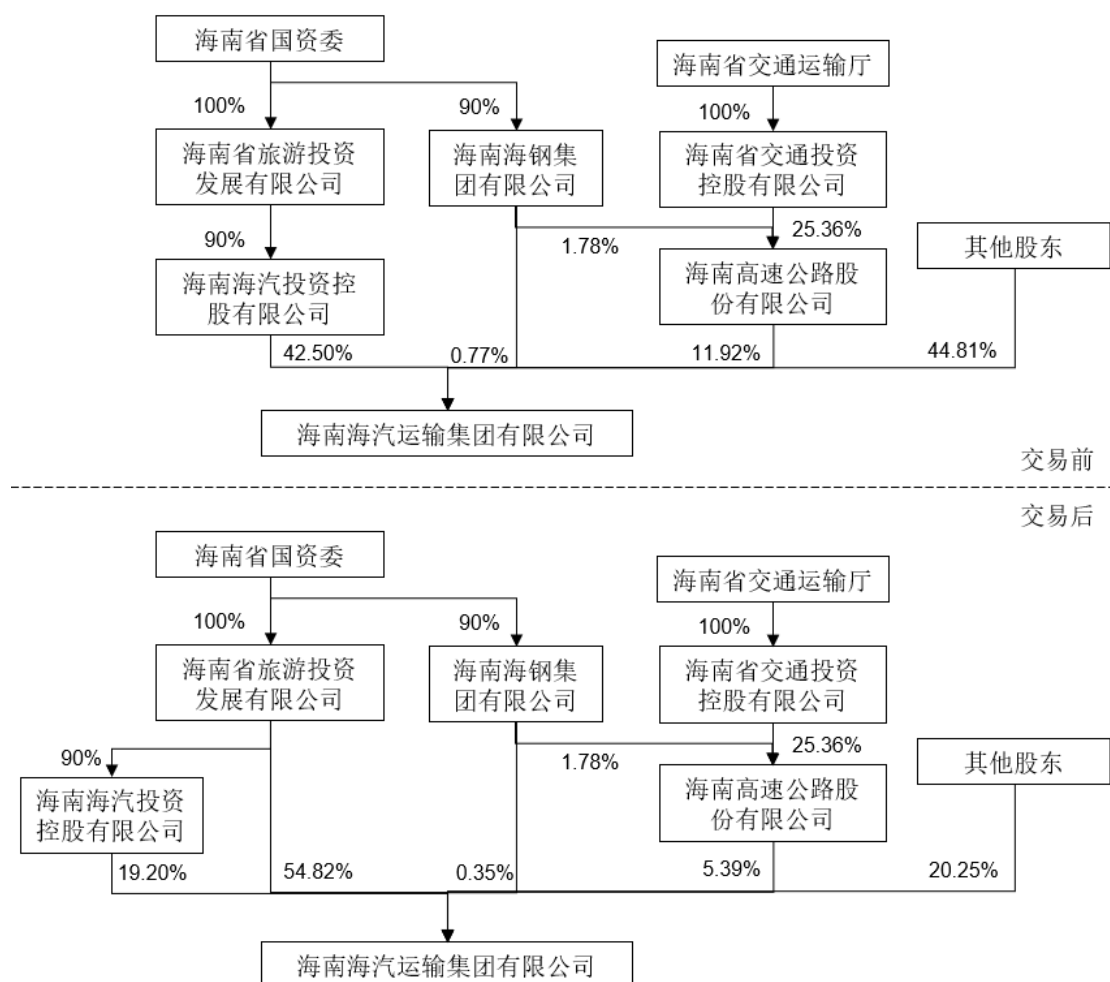 海南省国资委
海南省交通运输厅
100%
90%
100%
海南省旅游投资
发展有限公司
海南海钢集
团有限公司
海南省交通投资
控股有限公司
90%
1.78%
25.36%
其他股东
海南海汽投资控
股有限公司
海南高速公路股
份有限公司
42.50%
0.77%
11.92%
44.81%
海南海汽运输集团有限公司
交易前
交易后
海南省国资委
海南省交通运输厅
100%
90%
100%
海南省旅游投资
发展有限公司
海南海钢集
团有限公司
海南省交通投资
控股有限公司
90%
1.78%
25.36%
其他股东
海南海汽投资
控股有限公司
海南高速公路股
份有限公司
19.20%
54.82%
0.35%
5.39%
20.25%
海南海汽运输集团有限公司